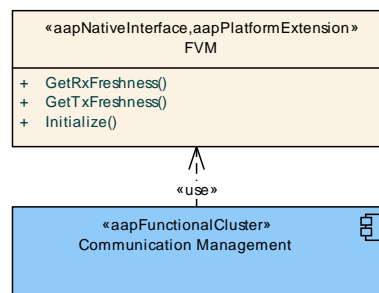 «aapNativeInterface,aapPlatformExtension»
FVM
+ GetRxFreshness()
+ GetTxFreshness()
+ Initialize()
«use»
«aapFunctionalCluster»
Communication Management